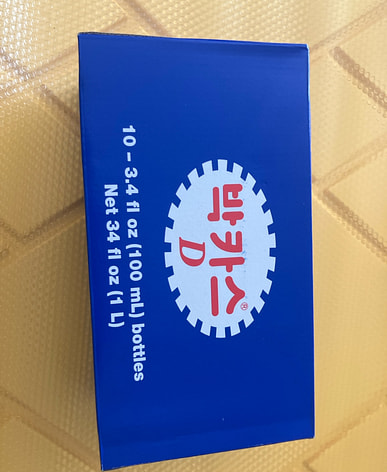 박카스®
D
10 – 3.4 fl oz (100 mL) bottles
Net 34 fl oz (1 L)